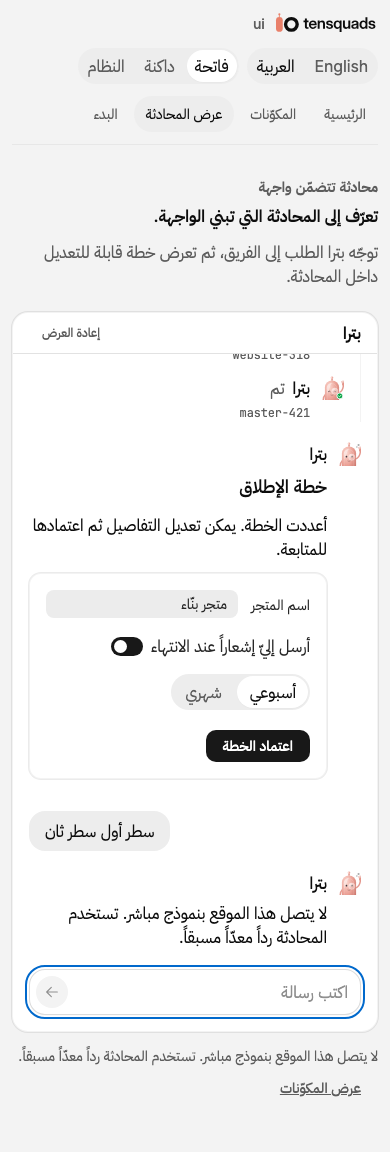 tensquads ui
English العربية فاتحة داكنة النظام
الرئيسية المكوّنات عرض المحادثة البدء
محادثة تتضمّن واجهة
تعرّف إلى المحادثة التي تبني الواجهة.
توجّه بترا الطلب إلى الفريق، ثم تعرض خطة قابلة للتعديل
داخل المحادثة.
بترا إعادة العرض
website-318
بترا تم
master-421
بترا
خطة الإطلاق
أعددت الخطة. يمكن تعديل التفاصيل ثم اعتمادها
للمتابعة.
اسم المتجر متجر بنّاء
أرسل إليّ إشعاراً عند الانتهاء
أسبوعي شهري
اعتماد الخطة
سطر أول سطر ثان
بترا
لا يتصل هذا الموقع بنموذج مباشر. تستخدم
المحادثة رداً معدّاً مسبقاً.
اكتب رسالة
لا يتصل هذا الموقع بنموذج مباشر. تستخدم المحادثة رداً معدّاً مسبقاً.
عرض المكوّنات